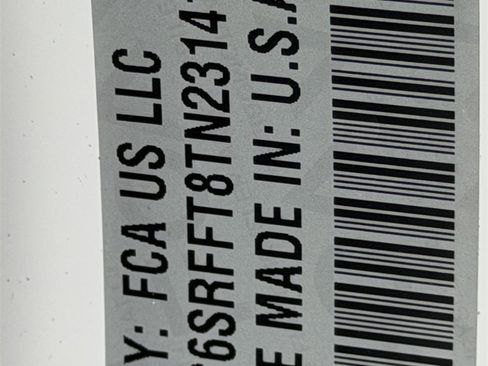 Y: FCA US LLC
6SRFFT8TN2314
E MADE IN: U.S.A